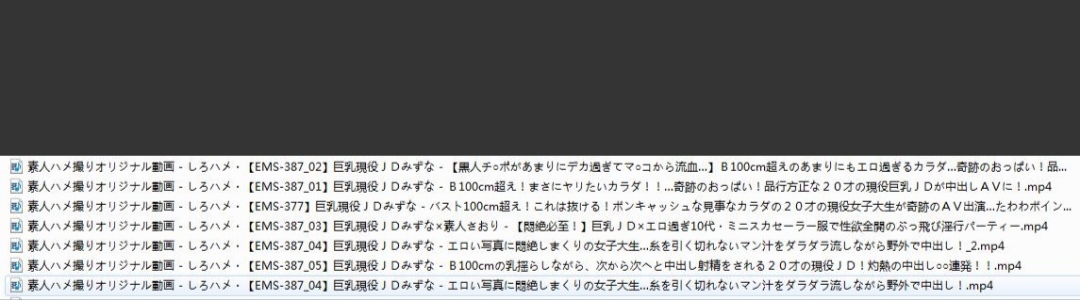 素人ハメ撮りオリジナル動画 - しろハメ・【EMS-387_02】巨乳現役ＪＤみずな - 【黒人チ○ポがあまりにデカ過ぎてマ○コから流血...】Ｂ100cm超えのあまりにもエロ過ぎるカラダ...奇跡のおっぱい！品...
素人ハメ撮りオリジナル動画 - しろハメ・【EMS-387_01】巨乳現役ＪＤみずな - Ｂ100cm超え！まさにヤリたいカラダ！！...奇跡のおっぱい！品行方正な２０才の現役巨乳ＪＤが中出しＡＶに！.mp4
素人ハメ撮りオリジナル動画 - しろハメ・【EMS-377】巨乳現役ＪＤみずな - バスト100cm超え！これは抜ける！ボンキャッシュな見事なカラダの２０才の現役女子大生が奇跡のＡＶ出演...たわわボイン...
素人ハメ撮りオリジナル動画 - しろハメ・【EMS-387_03】巨乳現役ＪＤみずな×素人さおり - 【悶絶必至！】巨乳ＪＤ×エロ過ぎ10代・ミニスカセーラー服で性欲全開のぶっ飛び淫行パーティー.mp4
素人ハメ撮りオリジナル動画 - しろハメ・【EMS-387_04】巨乳現役ＪＤみずな - エロい写真に悶絶しまくりの女子大生...糸を引く切れないマン汁をダラダラ流しながら野外で中出し！_2.mp4
素人ハメ撮りオリジナル動画 - しろハメ・【EMS-387_05】巨乳現役ＪＤみずな - Ｂ100cmの乳揺らしながら、次から次へと中出し射精をされる２０才の現役ＪＤ！灼熱の中出し○○連発！！.mp4
素人ハメ撮りオリジナル動画 - しろハメ・【EMS-387_04】巨乳現役ＪＤみずな - エロい写真に悶絶しまくりの女子大生...糸を引く切れないマン汁をダラダラ流しながら野外で中出し！.mp4